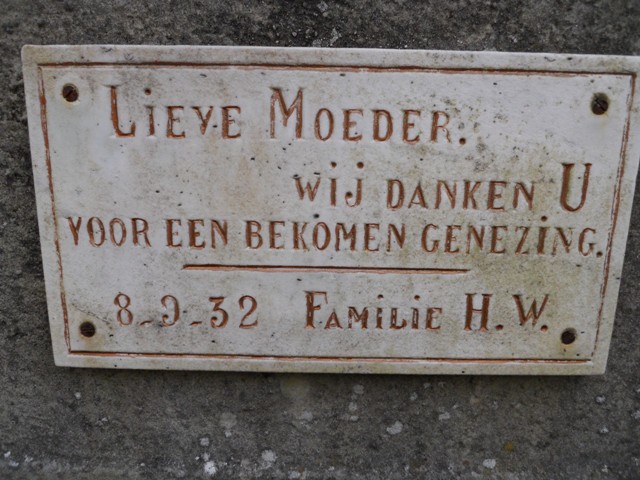 Lieve Moeder.
wij danken U
voor een bekomen genezing.
8-9-32 Familie H.W.